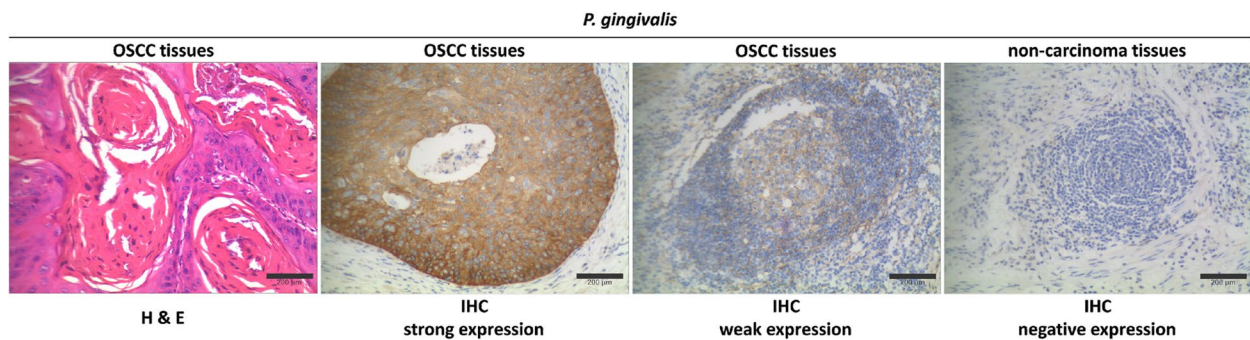 P. gingivalis
OSCC tissues
OSCC tissues
OSCC tissues
non-carcinoma tissues
200 μm
200 μm
200 μm
200 μm
H & E
IHC
strong expression
IHC
weak expression
IHC
negative expression